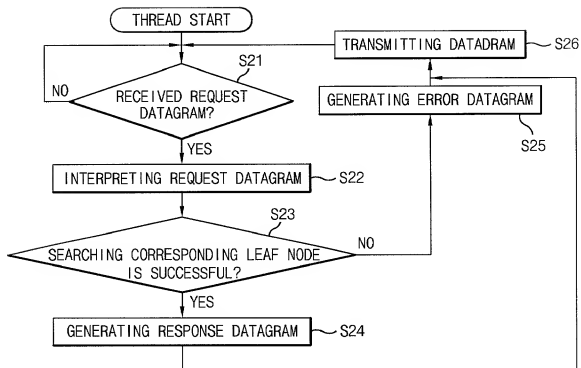 THREAD START
TRANSMITTING DATADRAM
S26
S21
NO
RECEIVED REQUEST
DATAGRAM?
GENERATING ERROR DATAGRAM
S25
YES
INTERPRETING REQUEST DATAGRAM
S22
S23
SEARCHING CORRESPONDING LEAF NODE
IS SUCCESSFUL?
NO
YES
GENERATING RESPONSE DATAGRAM
S24